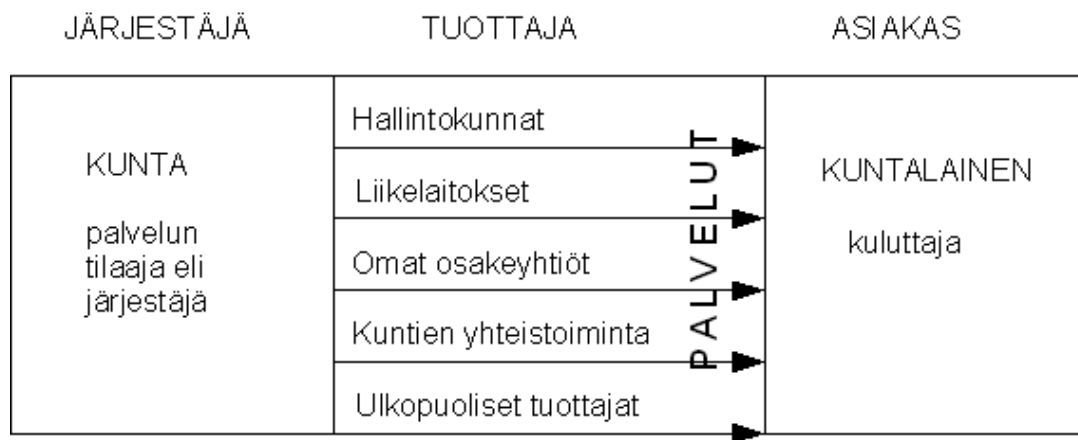 JÄRJESTÄJÄ
TUOTTAJA
ASIAKAS
KUNTA
palvelun
tilaaja eli
järjestäjä
Hallintokunnat
Liikelaitokset
Omat osakeyhtiöt
Kuntien yhteistoiminta
Ulkopuoliset tuottajat
PALVELUT
KUNTALAINEN
kuluttaja